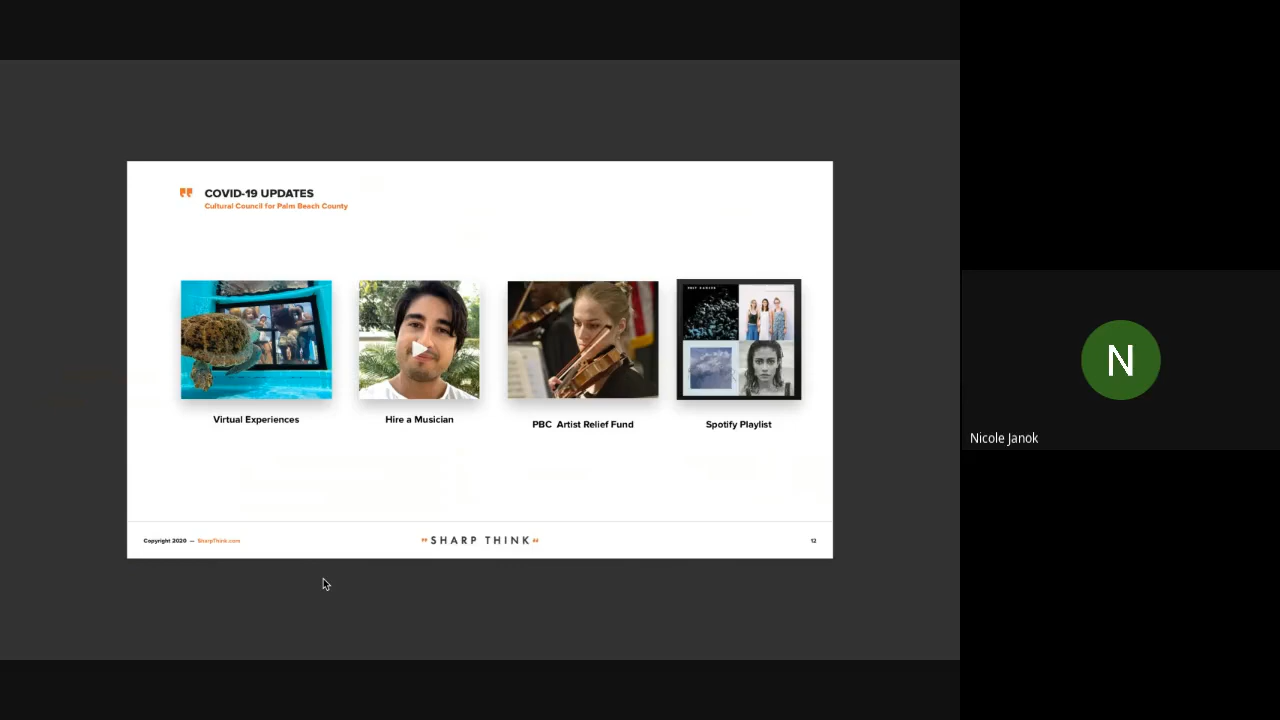 COVID-19 UPDATES
Cultural Council for Palm Beach County
Virtual Experiences
Hire a Musician
PBC Artist Relief Fund
Spotify Playlist
Copyright 2020 — SharpThink.com
SHARP THINK
12
N
Nicole Janok